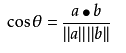 cos θ = a • b / ||a|| ||b||